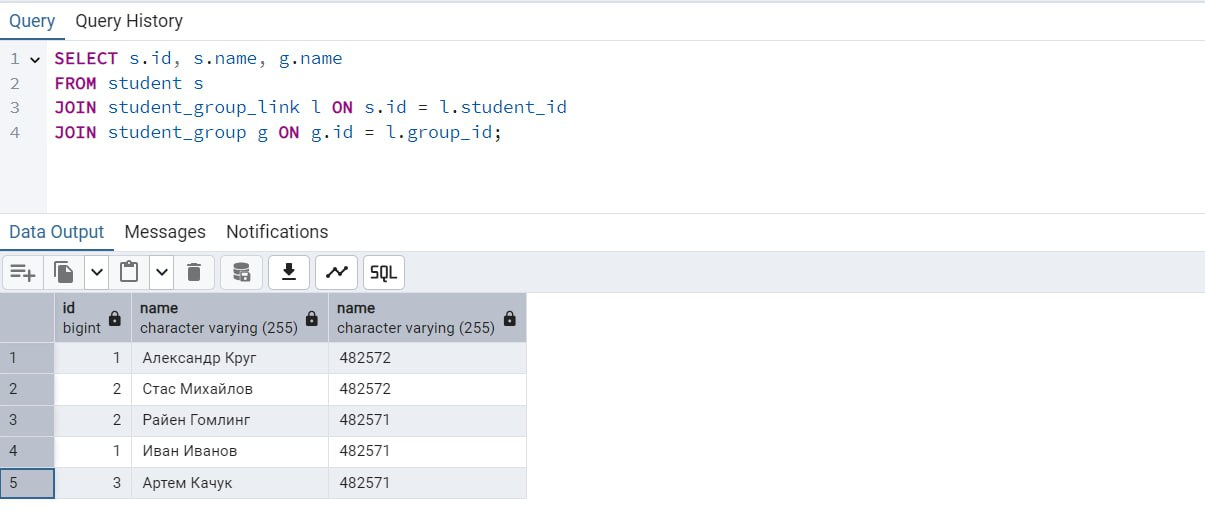 Query Query History
1 SELECT s.id, s.name, g.name
2 FROM student s
3 JOIN student_group_link l ON s.id = l.student_id
4 JOIN student_group g ON g.id = l.group_id;
Data Output Messages Notifications
SQL
id name name
bigint character varying (255) character varying (255)
1 1 Александр Круг 482572
2 2 Стас Михайлов 482572
3 2 Райен Гомлинг 482571
4 1 Иван Иванов 482571
5 3 Артем Качук 482571